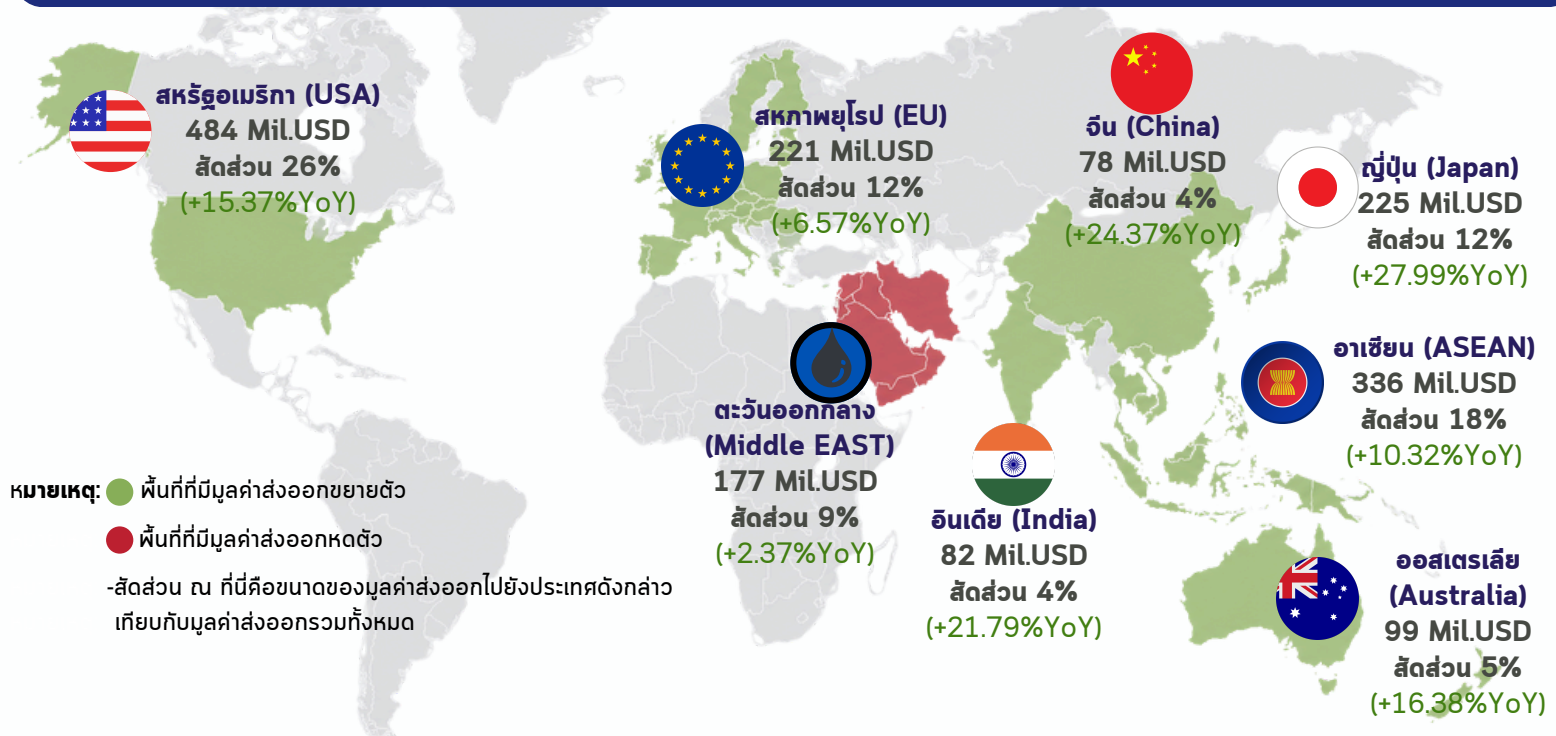 สหรัฐอเมริกา (USA)
484 Mil.USD
สัดส่วน 26%
(+15.37%YoY)
สหภาพยุโรป (EU)
221 Mil.USD
สัดส่วน 12%
(+6.57%YoY)
จีน (China)
78 Mil.USD
สัดส่วน 4%
(+24.37%YoY)
ญี่ปุ่น (Japan)
225 Mil.USD
สัดส่วน 12%
(+27.99%YoY)
อาเซียน (ASEAN)
336 Mil.USD
สัดส่วน 18%
(+10.32%YoY)
ตะวันออกกลาง
(Middle EAST)
177 Mil.USD
สัดส่วน 9%
(+2.37%YoY)
อินเดีย (India)
82 Mil.USD
สัดส่วน 4%
(+21.79%YoY)
ออสเตรเลีย
(Australia)
99 Mil.USD
สัดส่วน 5%
(+16.38%YoY)
หมายเหตุ: พื้นที่ที่มีมูลค่าส่งออกขยายตัว
พื้นที่ที่มีมูลค่าส่งออกหดตัว
-สัดส่วน ณ ที่นี่คือขนาดของมูลค่าส่งออกไปยังประเทศดังกล่าว
เทียบกับมูลค่าส่งออกรวมทั้งหมด